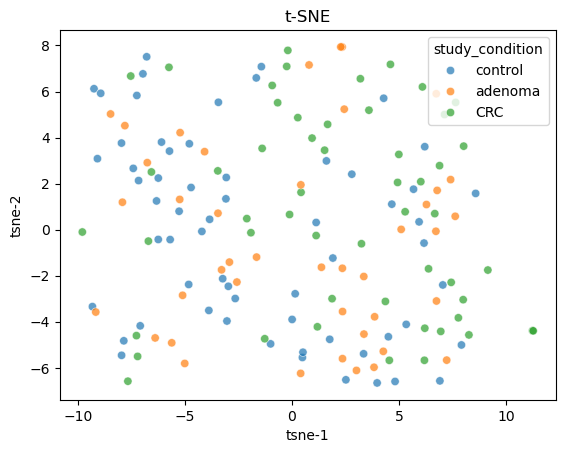 t-SNE
study_condition
control
adenoma
CRC
8
6
4
2
0
−2
−4
−6
tsne-2
−10
−5
0
5
10
tsne-1